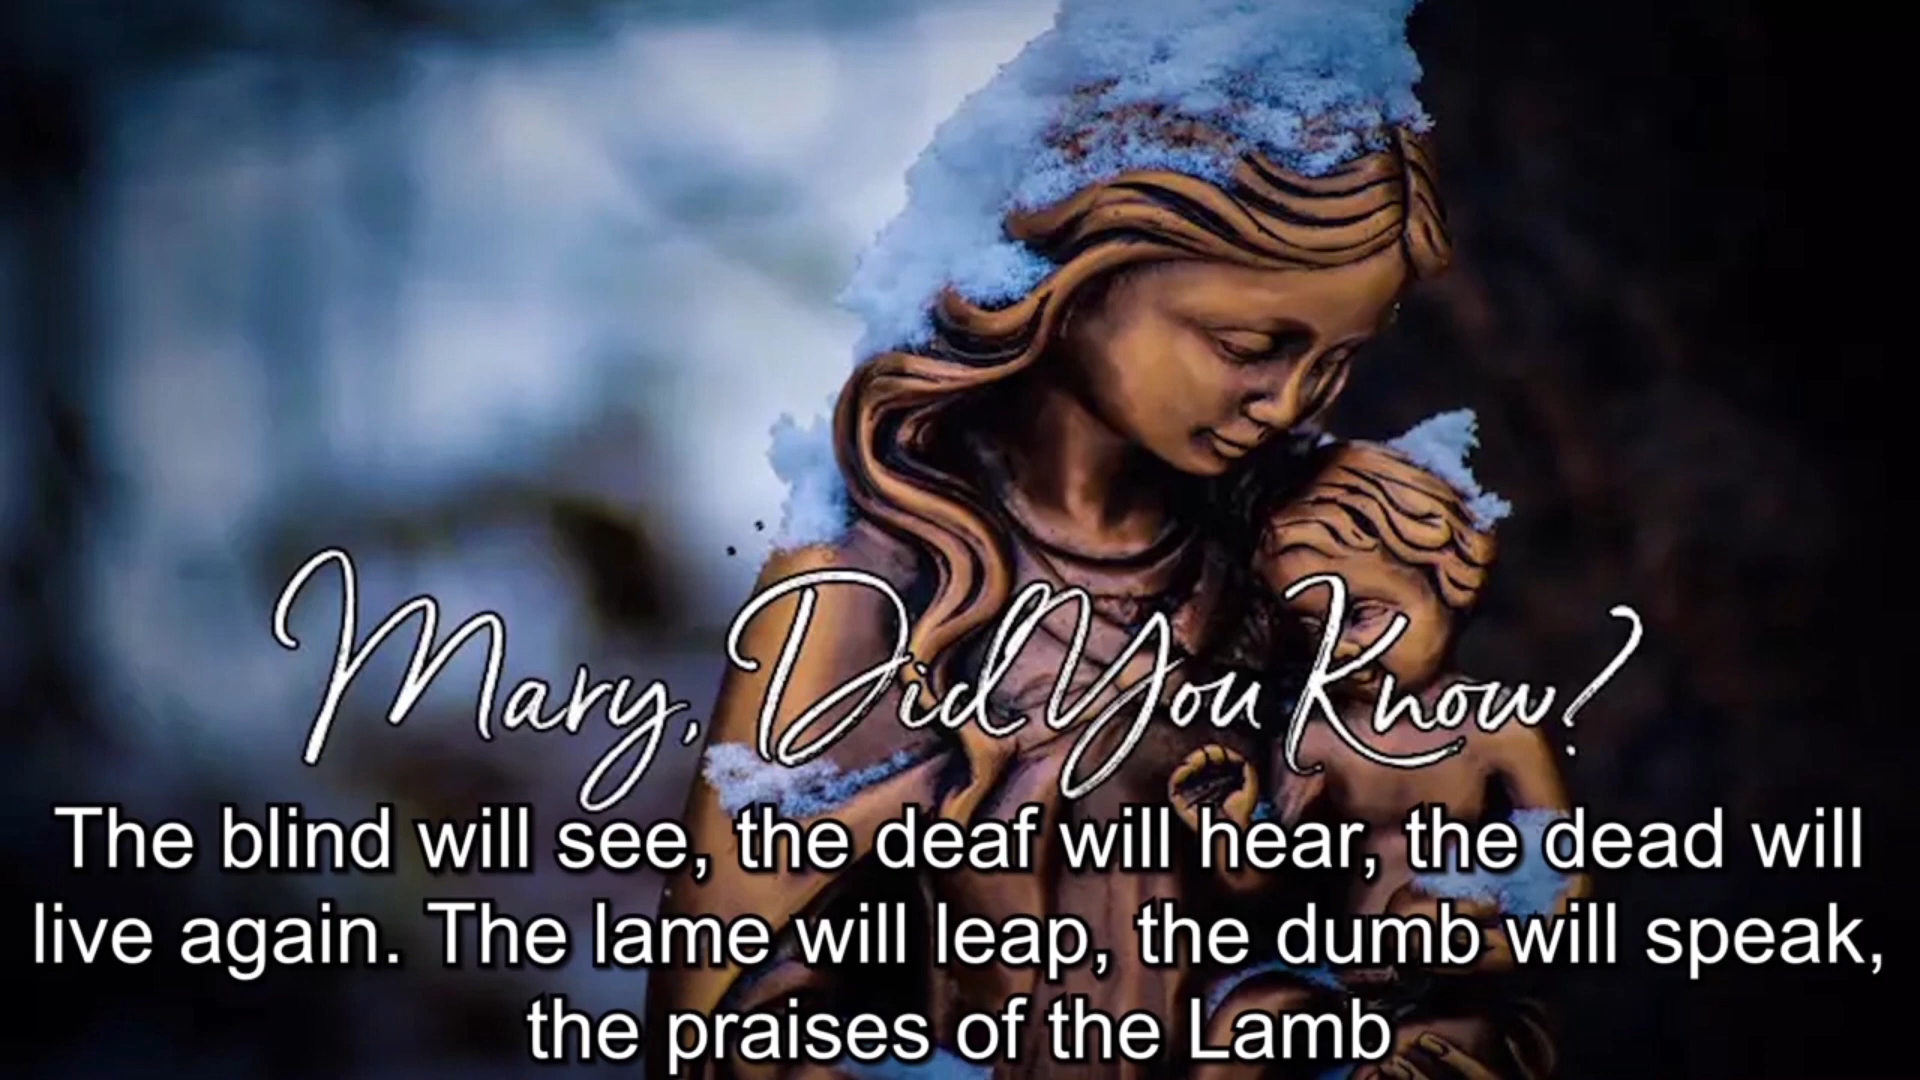 Mary, Did You Know?
The blind will see, the deaf will hear, the dead will
live again. The lame will leap, the dumb will speak,
the praises of the Lamb